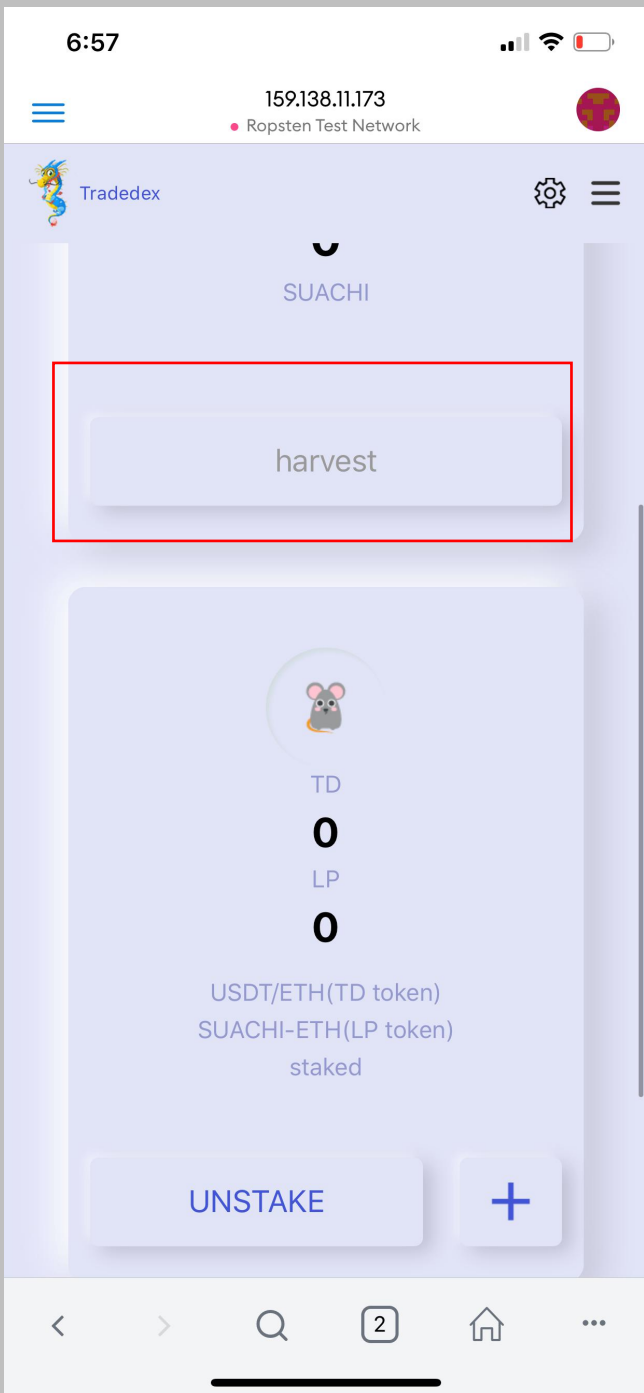 6:57
159.138.11.173
Ropsten Test Network
Tradedex
0
SUACHI
harvest
TD
0
LP
0
USDT/ETH(TD token)
SUACHI-ETH(LP token)
staked
UNSTAKE
+
2